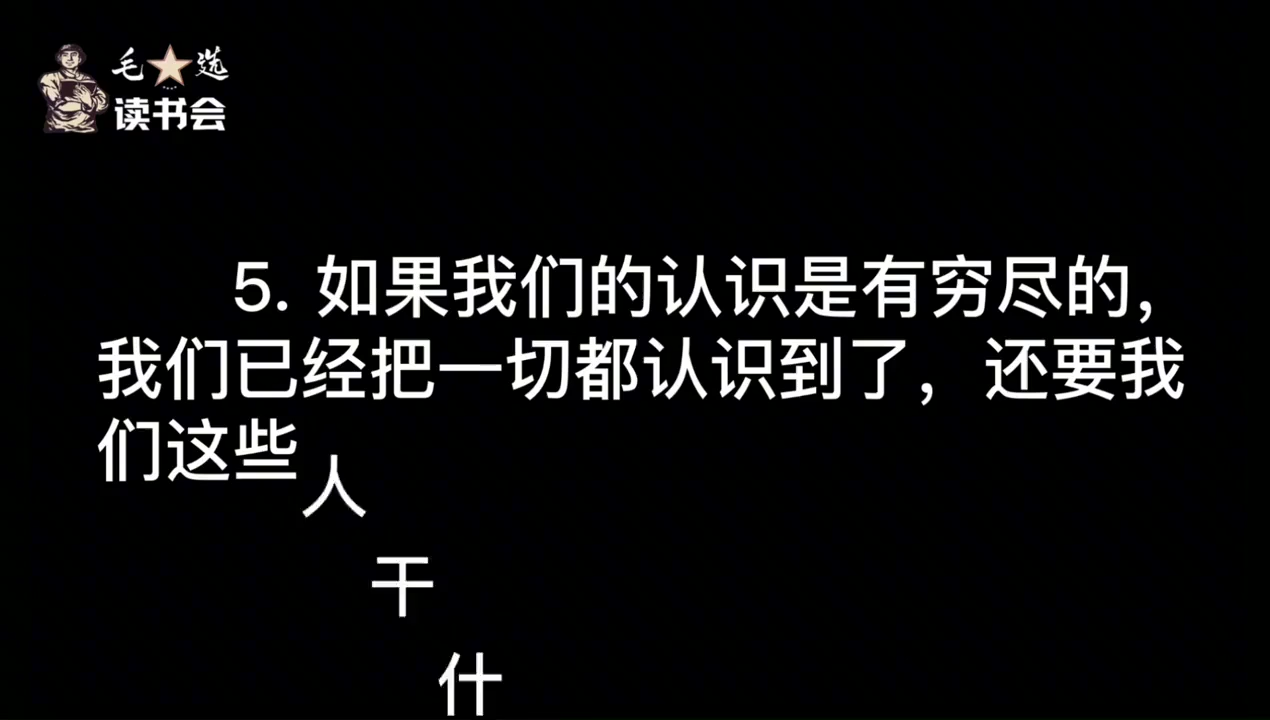 毛★选
读书会
5. 如果我们的认识是有穷尽的，
我们已经把一切都认识到了，还要我
们这些人干什